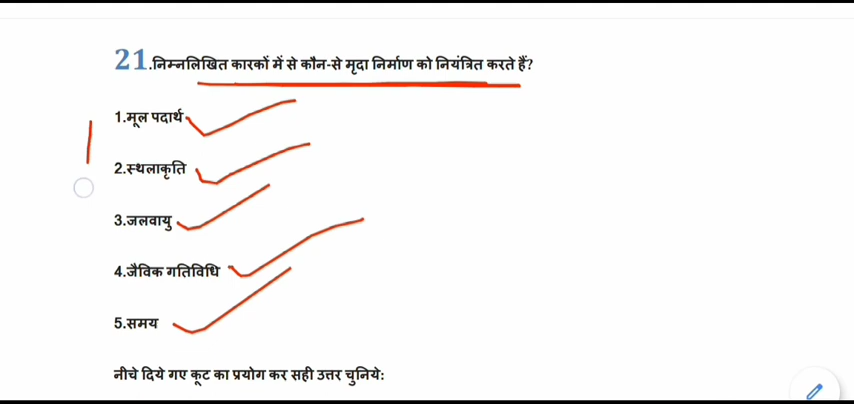 21.निम्नलिखित कारकों में से कौन-से मृदा निर्माण को नियंत्रित करते हैं?
1.मूल पदार्थ
2.स्थलाकृति
3.जलवायु
4.जैविक गतिविधि
5.समय
नीचे दिये गए कूट का प्रयोग कर सही उत्तर चुनिये: